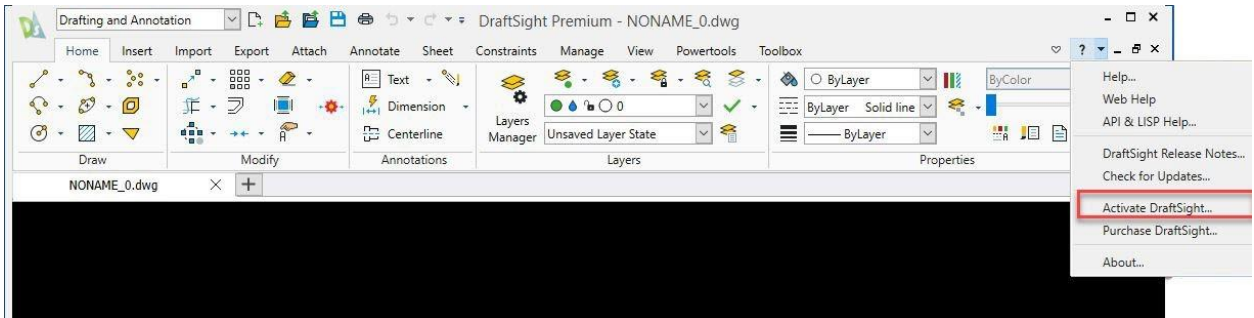 Drafting and Annotation
DraftSight Premium - NONAME_0.dwg
Home Insert Import Export Attach Annotate Sheet Constraints Manage View Powertools Toolbox ?
Text
ByLayer
ByColor
Dimension
0
ByLayer Solid line
Layers
Manager
Centerline
Unsaved Layer State
ByLayer
Draw Modify Annotations Layers Properties
NONAME_0.dwg
Help...
Web Help
API & LISP Help...
DraftSight Release Notes...
Check for Updates...
Activate DraftSight...
Purchase DraftSight...
About...